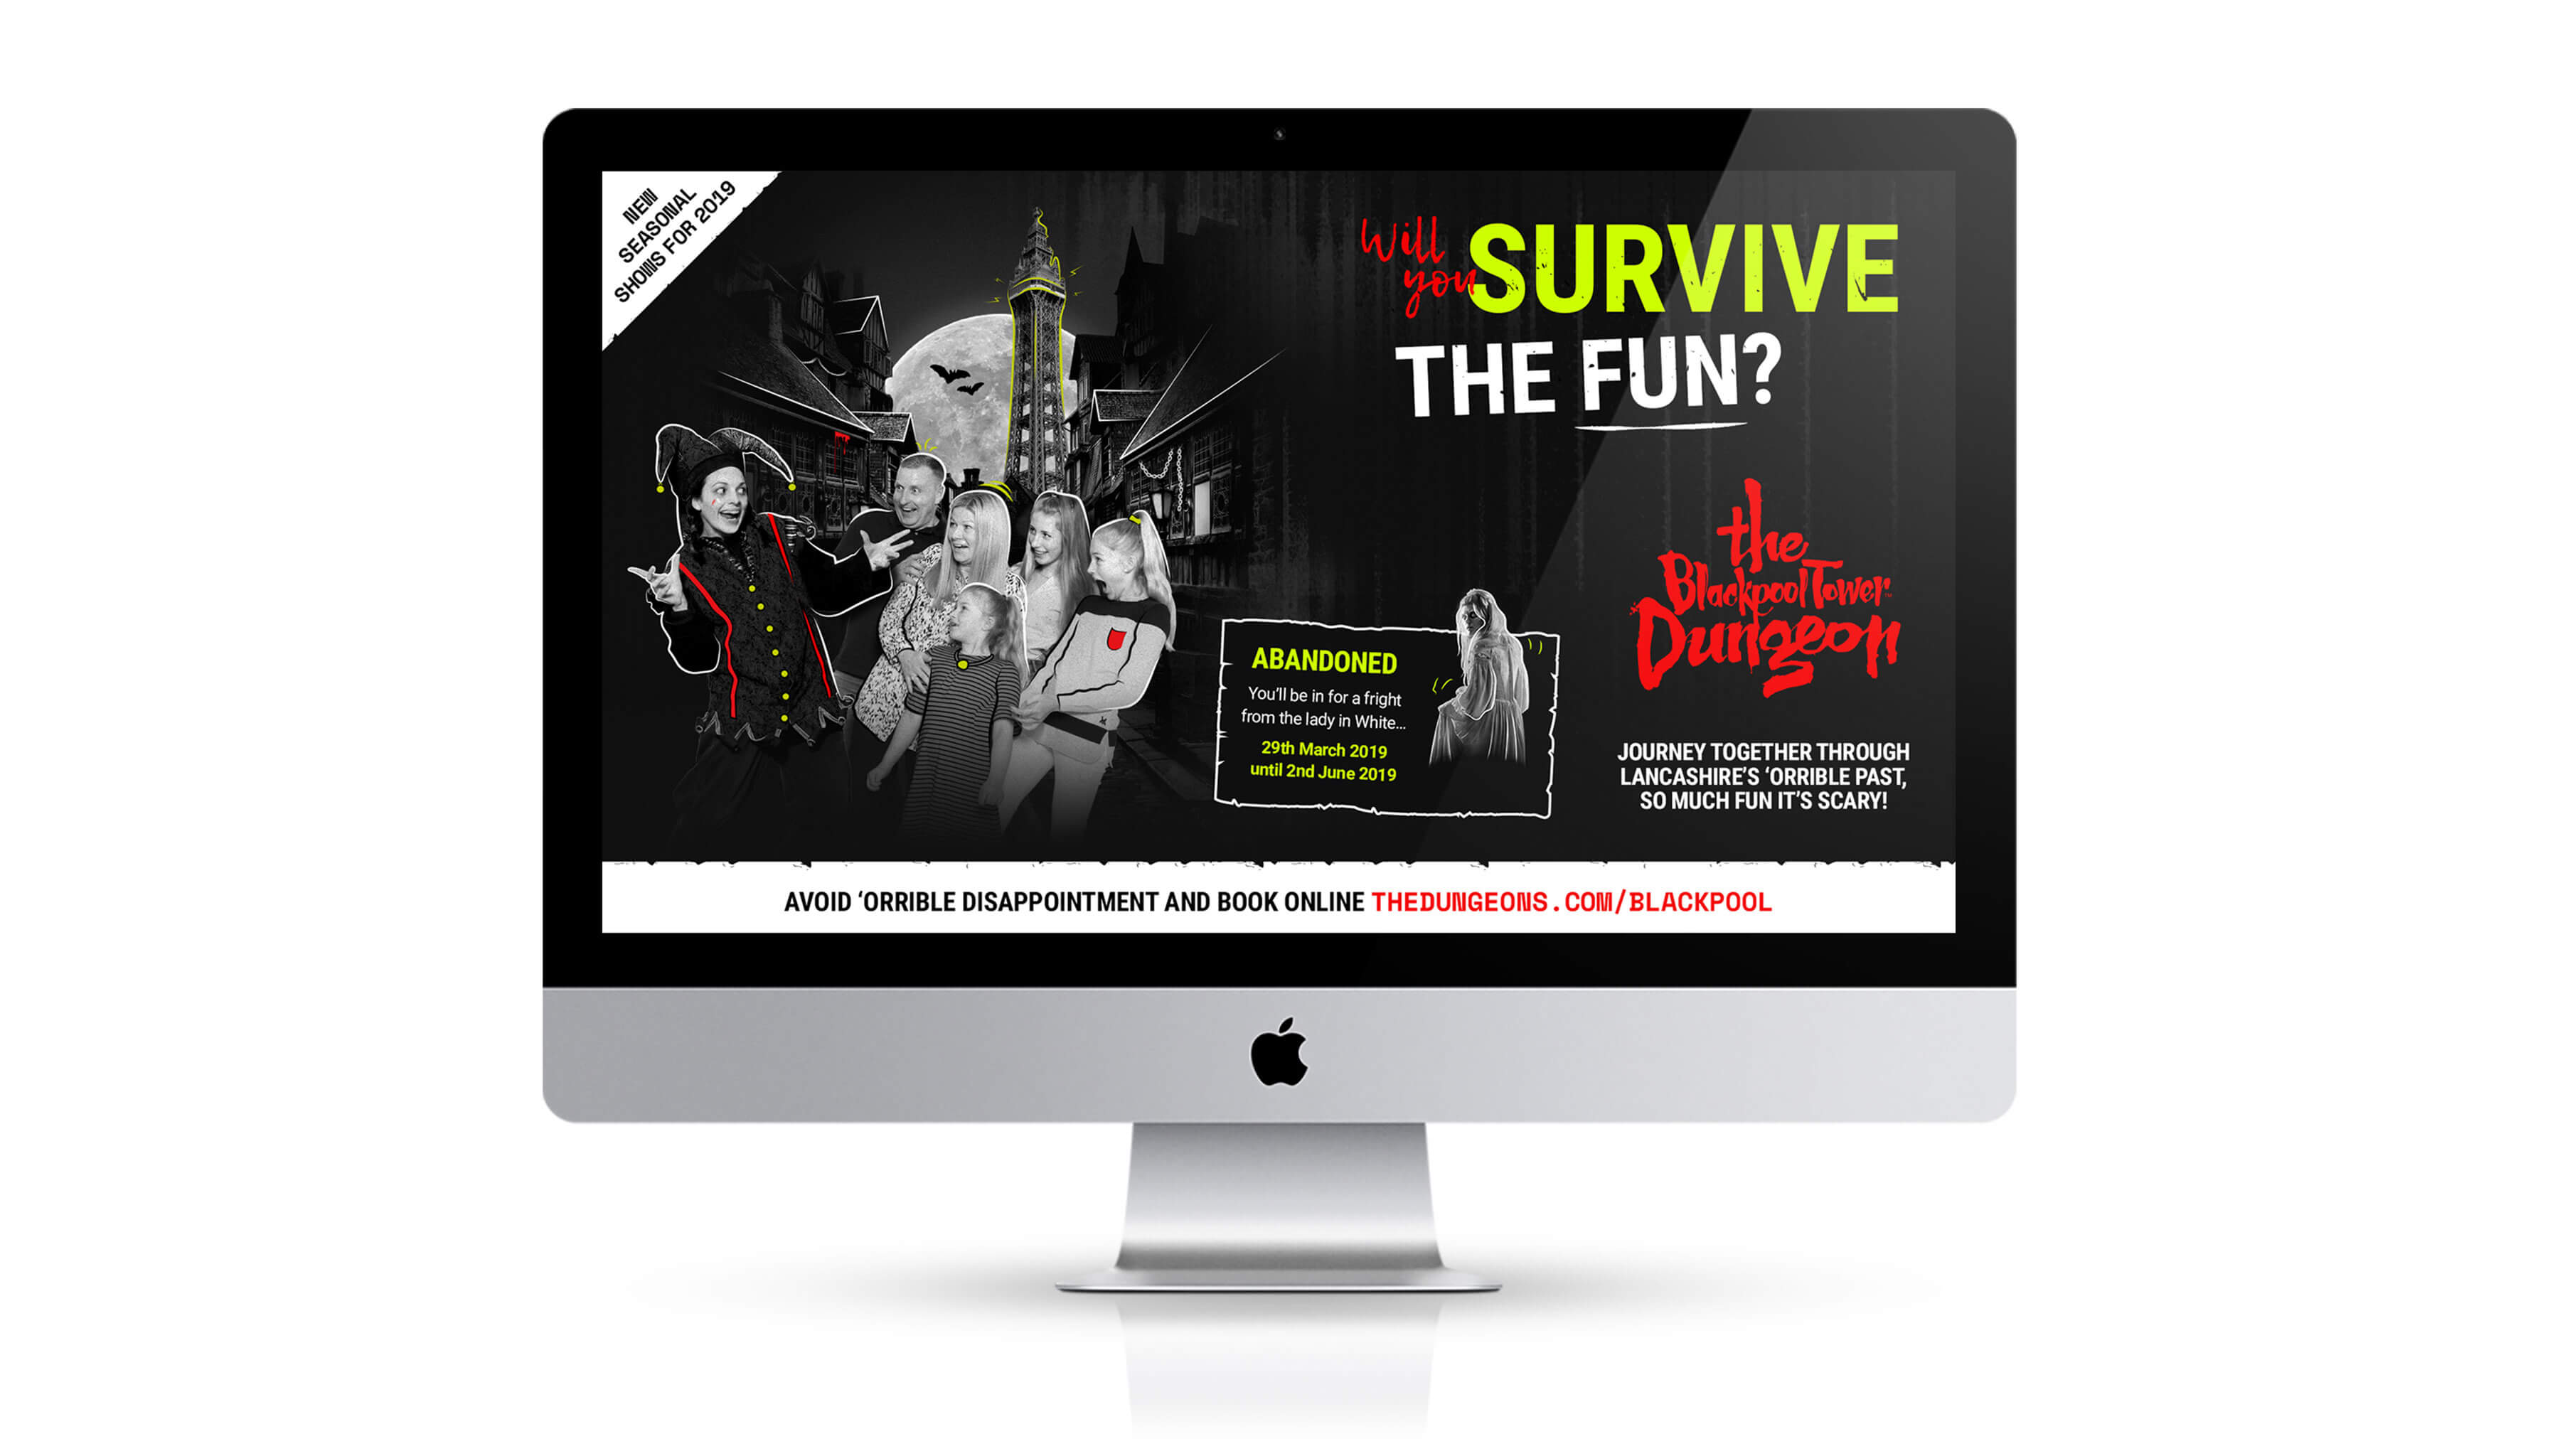 NEW
SEASONAL
SHOWS FOR 2019
Will
you SURVIVE
THE FUN?
the
Blackpool Tower™
Dungeon
ABANDONED
You'll be in for a fright
from the lady in White...
29th March 2019
until 2nd June 2019
JOURNEY TOGETHER THROUGH
LANCASHIRE'S ‘ORRIBLE PAST,
SO MUCH FUN IT'S SCARY!
AVOID ‘ORRIBLE DISAPPOINTMENT AND BOOK ONLINE THEDUNGEONS.COM/BLACKPOOL